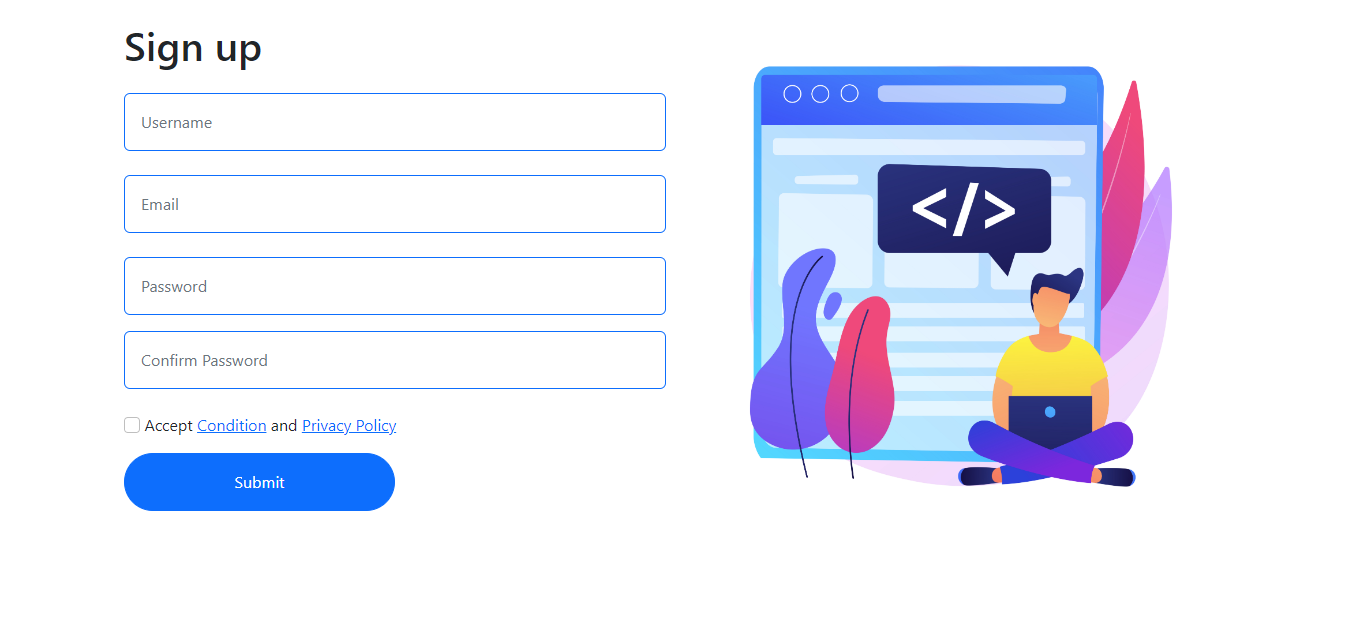 Sign up
Username
Email
Password
Confirm Password
Accept Condition and Privacy Policy
Submit
</>